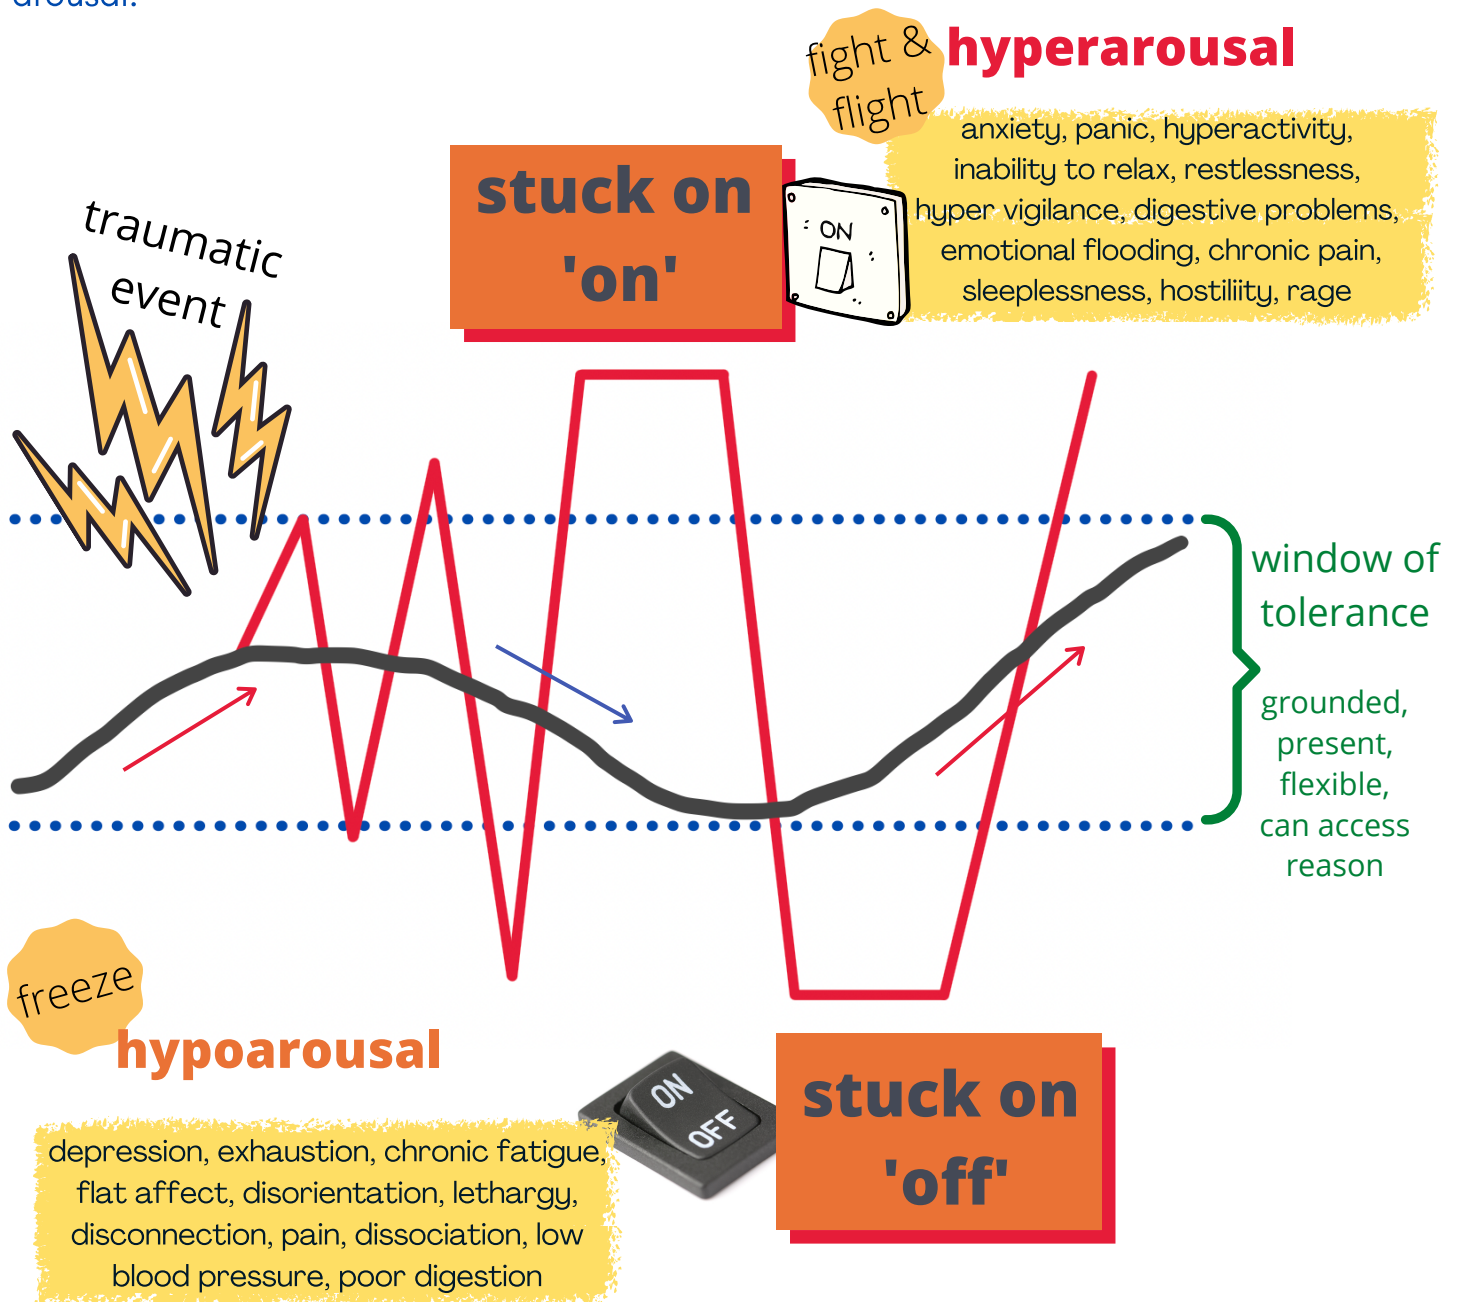 arousal.
fight &
flight
hyperarousal
anxiety, panic, hyperactivity,
inability to relax, restlessness,
hyper vigilance, digestive problems,
emotional flooding, chronic pain,
sleeplessness, hostiliity, rage
stuck on
'on'
ON
traumatic
event
window of
tolerance
grounded,
present,
flexible,
can access
reason
freeze
hypoarousal
depression, exhaustion, chronic fatigue,
flat affect, disorientation, lethargy,
disconnection, pain, dissociation, low
blood pressure, poor digestion
ON
OFF
stuck on
'off'